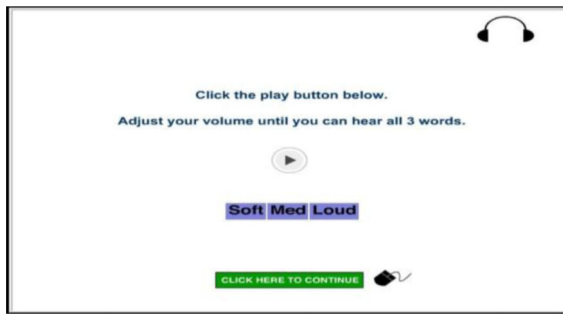 Click the play button below.
Adjust your volume until you can hear all 3 words.
Soft Med Loud
CLICK HERE TO CONTINUE